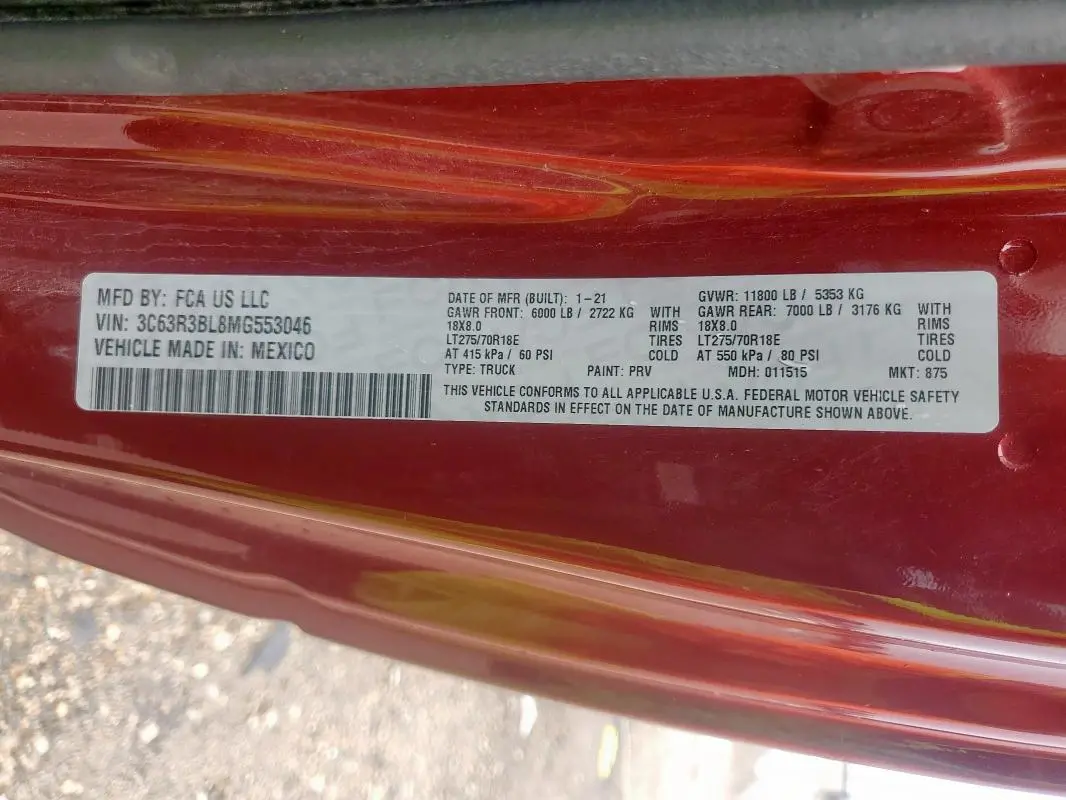 MFD BY: FCA US LLC
VIN: 3C63R3BL8MG553046
VEHICLE MADE IN: MEXICO
DATE OF MFR (BUILT): 1-21
GAWR FRONT: 6000 LB / 2722 KG WITH
18X8.0 RIMS
LT275/70R18E TIRES
AT 415 kPa / 60 PSI COLD
TYPE: TRUCK PAINT: PRV
GVWR: 11800 LB / 5353 KG
GAWR REAR: 7000 LB / 3176 KG WITH
18X8.0 RIMS
LT275/70R18E TIRES
AT 550 kPa / 80 PSI COLD
MDH: 011515 MKT: 875
THIS VEHICLE CONFORMS TO ALL APPLICABLE U.S.A. FEDERAL MOTOR VEHICLE SAFETY
STANDARDS IN EFFECT ON THE DATE OF MANUFACTURE SHOWN ABOVE.